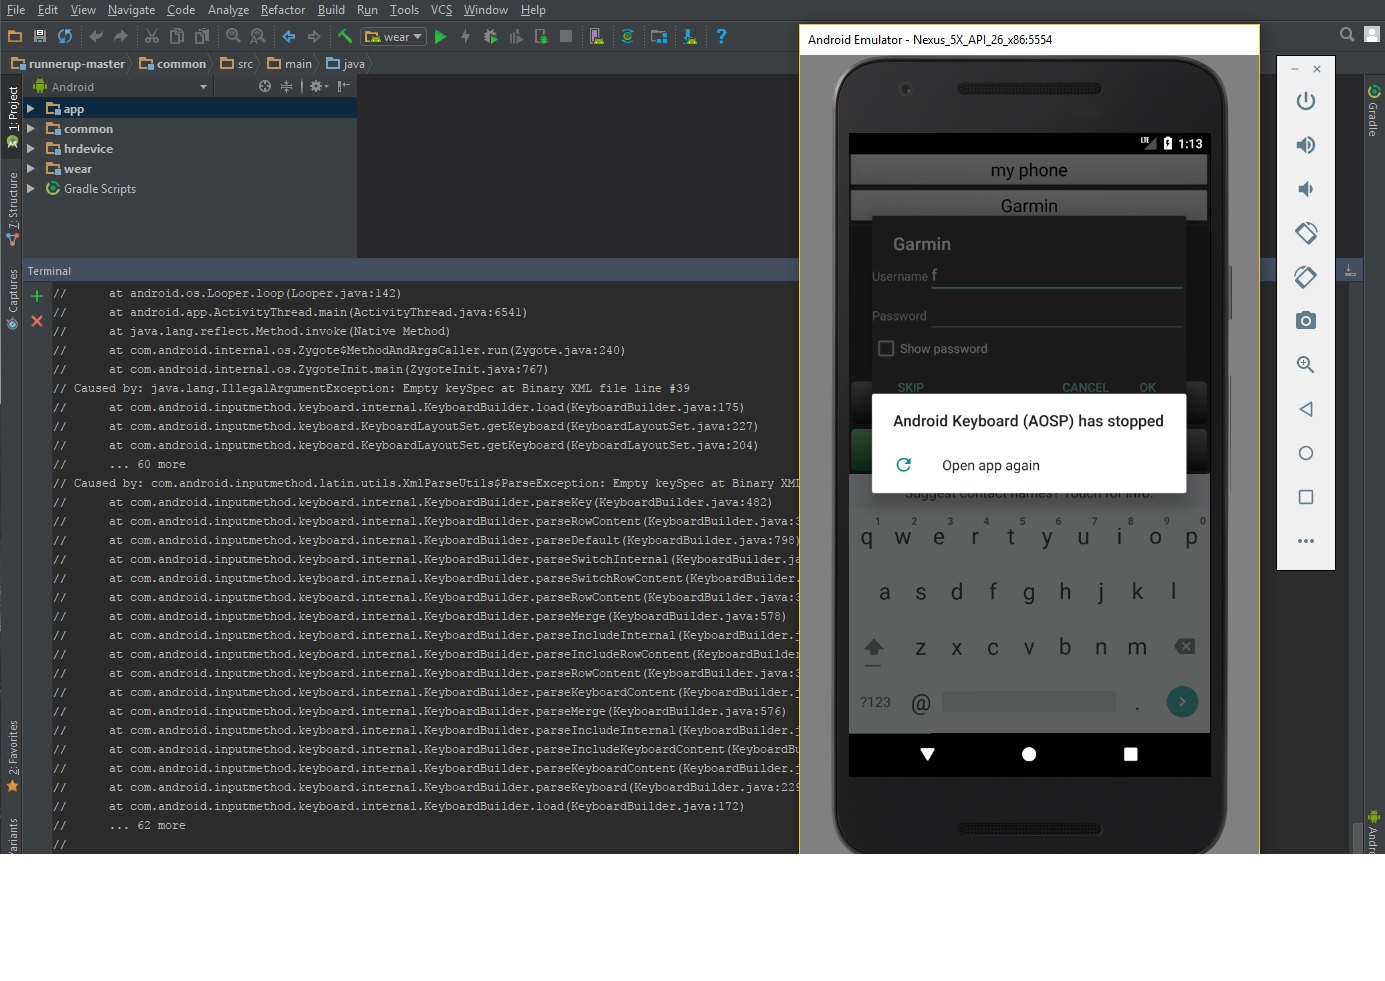 File Edit View Navigate Code Analyze Refactor Build Run Tools VCS Window Help
wear
runnerup-master common src main java
Android
1: Project
app
common
hrdevice
wear
Gradle Scripts
7: Structure
Captures
2: Favorites
Terminal
// at android.os.Looper.loop(Looper.java:142)
// at android.app.ActivityThread.main(ActivityThread.java:6541)
// at java.lang.reflect.Method.invoke(Native Method)
// at com.android.internal.os.Zygote$MethodAndArgsCaller.run(Zygote.java:240)
// at com.android.internal.os.ZygoteInit.main(ZygoteInit.java:767)
// Caused by: java.lang.IllegalArgumentException: Empty keySpec at Binary XML file line #39
// at com.android.inputmethod.keyboard.internal.KeyboardBuilder.load(KeyboardBuilder.java:175)
// at com.android.inputmethod.keyboard.KeyboardLayoutSet.getKeyboard(KeyboardLayoutSet.java:227)
// at com.android.inputmethod.keyboard.KeyboardLayoutSet.getKeyboard(KeyboardLayoutSet.java:204)
// ... 60 more
// Caused by: com.android.inputmethod.latin.utils.XmlParseUtils$ParseException: Empty keySpec at Binary XML
// at com.android.inputmethod.keyboard.internal.KeyboardBuilder.parseKey(KeyboardBuilder.java:482)
// at com.android.inputmethod.keyboard.internal.KeyboardBuilder.parseRowContent(KeyboardBuilder.java:3
// at com.android.inputmethod.keyboard.internal.KeyboardBuilder.parseDefault(KeyboardBuilder.java:798)
// at com.android.inputmethod.keyboard.internal.KeyboardBuilder.parseSwitchInternal(KeyboardBuilder.ja
// at com.android.inputmethod.keyboard.internal.KeyboardBuilder.parseSwitchRowContent(KeyboardBuilder.
// at com.android.inputmethod.keyboard.internal.KeyboardBuilder.parseRowContent(KeyboardBuilder.java:3
// at com.android.inputmethod.keyboard.internal.KeyboardBuilder.parseMerge(KeyboardBuilder.java:578)
// at com.android.inputmethod.keyboard.internal.KeyboardBuilder.parseIncludeInternal(KeyboardBuilder.j
// at com.android.inputmethod.keyboard.internal.KeyboardBuilder.parseIncludeRowContent(KeyboardBuilder
// at com.android.inputmethod.keyboard.internal.KeyboardBuilder.parseRowContent(KeyboardBuilder.java:3
// at com.android.inputmethod.keyboard.internal.KeyboardBuilder.parseKeyboardContent(KeyboardBuilder.j
// at com.android.inputmethod.keyboard.internal.KeyboardBuilder.parseMerge(KeyboardBuilder.java:576)
// at com.android.inputmethod.keyboard.internal.KeyboardBuilder.parseIncludeInternal(KeyboardBuilder.j
// at com.android.inputmethod.keyboard.internal.KeyboardBuilder.parseIncludeKeyboardContent(KeyboardBu
// at com.android.inputmethod.keyboard.internal.KeyboardBuilder.parseKeyboardContent(KeyboardBuilder.j
// at com.android.inputmethod.keyboard.internal.KeyboardBuilder.parseKeyboard(KeyboardBuilder.java:229
// at com.android.inputmethod.keyboard.internal.KeyboardBuilder.load(KeyboardBuilder.java:172)
// ... 62 more
//
Android Emulator - Nexus_5X_API_26_x86:5554
LTE 1:13
my phone
Garmin
Garmin
Username f
Password
Show password
SKIP CANCEL OK
Android Keyboard (AOSP) has stopped
Open app again
Suggest contact names? Touch for info.
1 2 3 4 5 6 7 8 9 0
q w e r t y u i o p
a s d f g h j k l
z x c v b n m
?123 @ .
Gradle